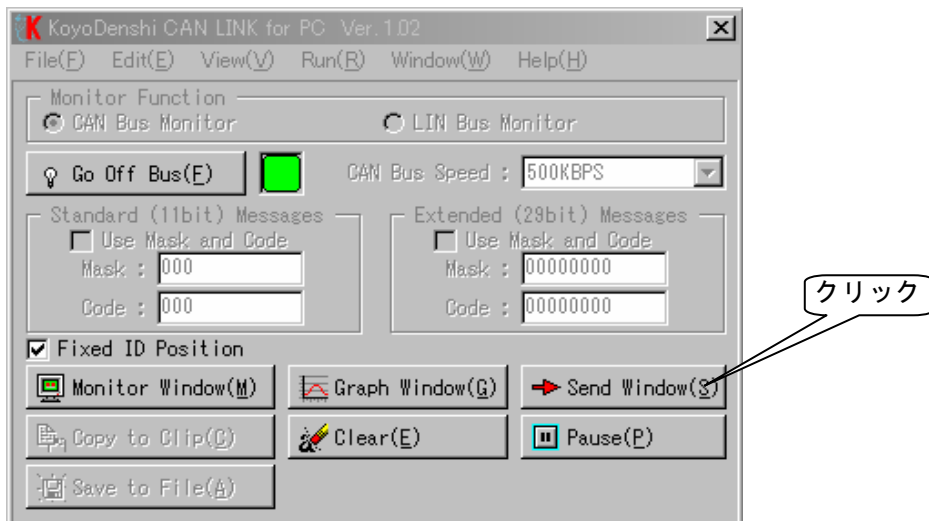 KoyoDenshi CAN LINK for PC Ver. 1.02
File(F) Edit(E) View(V) Run(R) Window(W) Help(H)
Monitor Function
CAN Bus Monitor LIN Bus Monitor
Go Off Bus(F) CAN Bus Speed : 500KBPS
Standard (11bit) Messages Extended (29bit) Messages
Use Mask and Code Use Mask and Code
Mask : 000 Mask : 00000000
Code : 000 Code : 00000000
クリック
Fixed ID Position
Monitor Window(M) Graph Window(G) Send Window(S)
Copy to Clip(C) Clear(E) Pause(P)
Save to File(A)